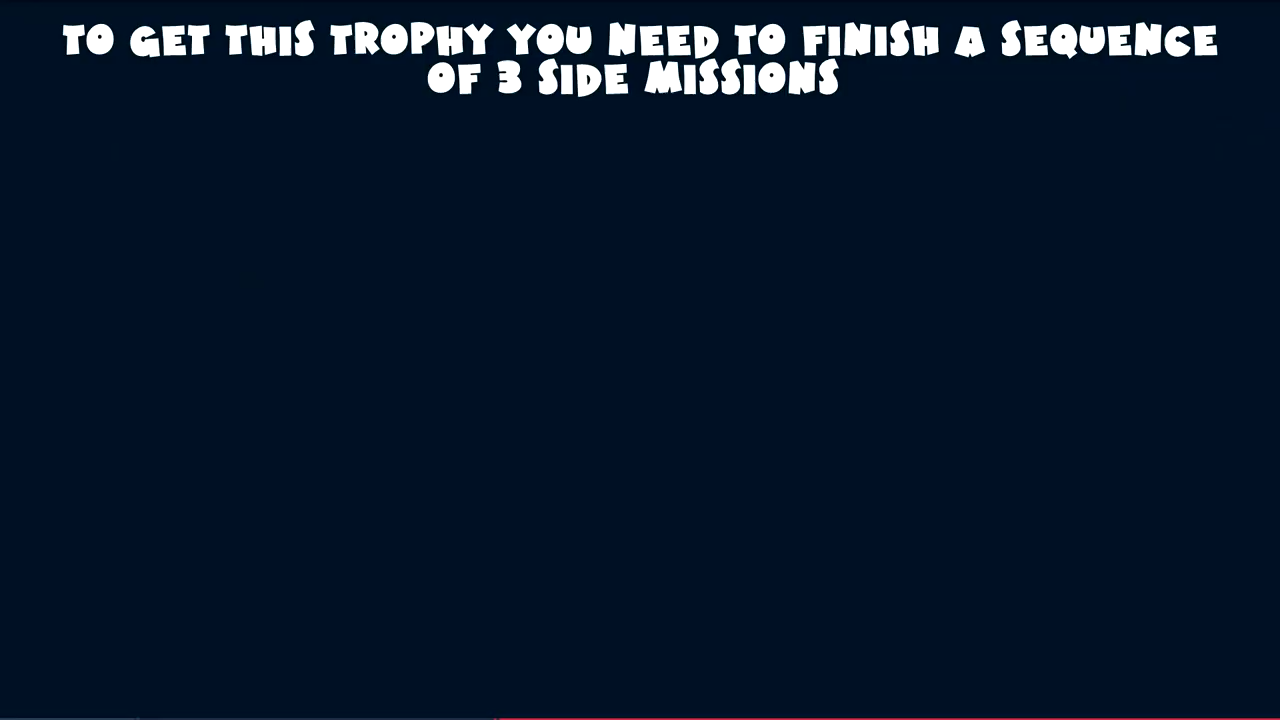 TO GET THIS TROPHY YOU NEED TO FINISH A SEQUENCE
OF 3 SIDE MISSIONS